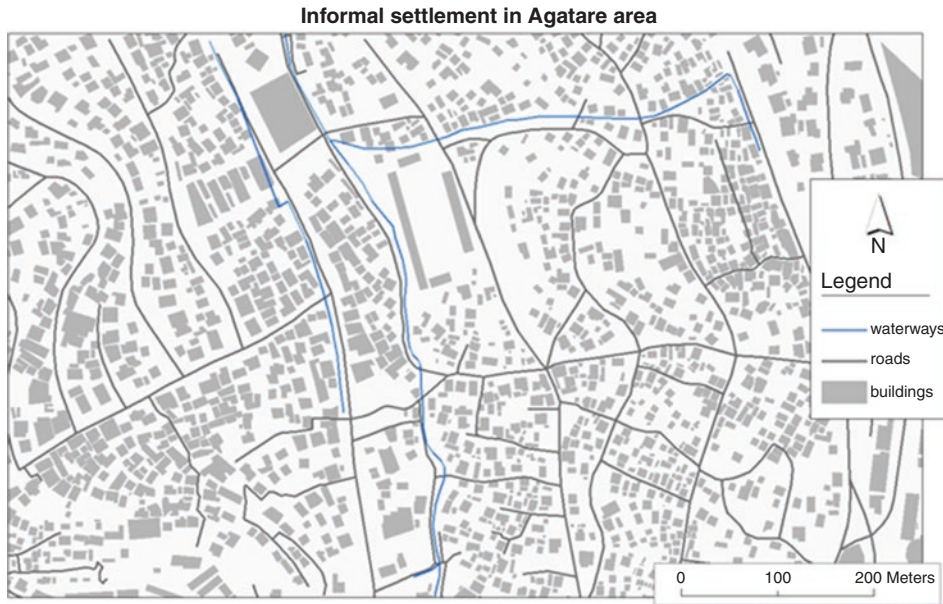 Informal settlement in Agatare area
N
Legend
waterways
roads
buildings
0 100 200 Meters